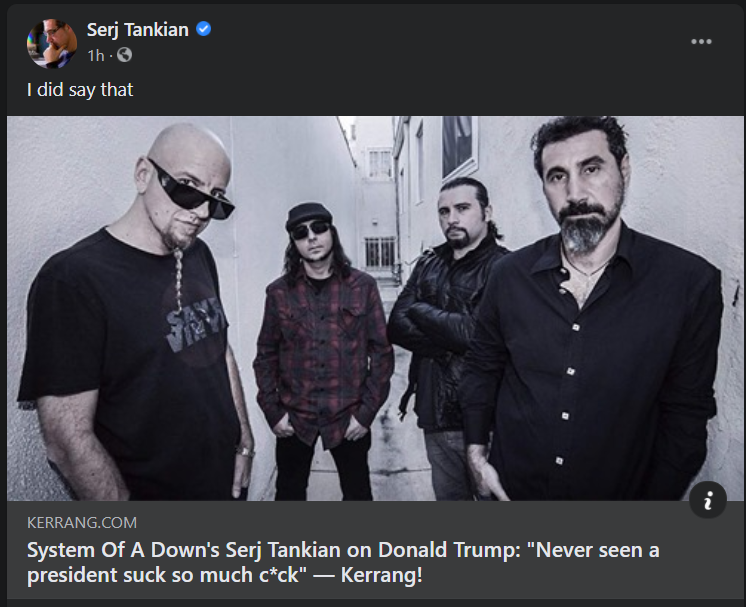 Serj Tankian
1h ·
I did say that
KERRANG.COM
System Of A Down's Serj Tankian on Donald Trump: "Never seen a
president suck so much c*ck" — Kerrang!